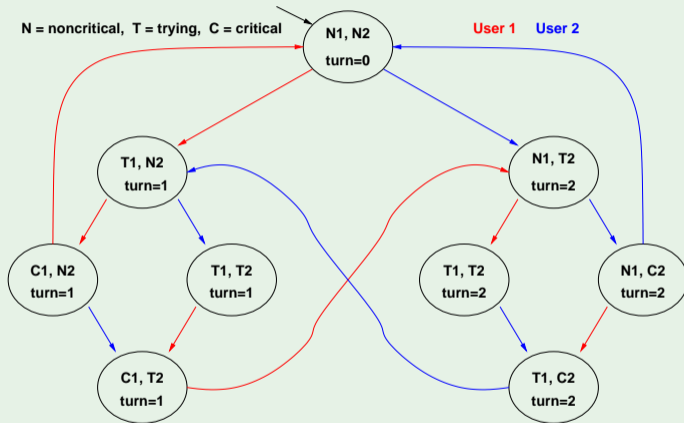 N = noncritical, T = trying, C = critical
N1, N2
turn=0
User 1 User 2
T1, N2
turn=1
N1, T2
turn=2
C1, N2
turn=1
T1, T2
turn=1
T1, T2
turn=2
N1, C2
turn=2
C1, T2
turn=1
T1, C2
turn=2